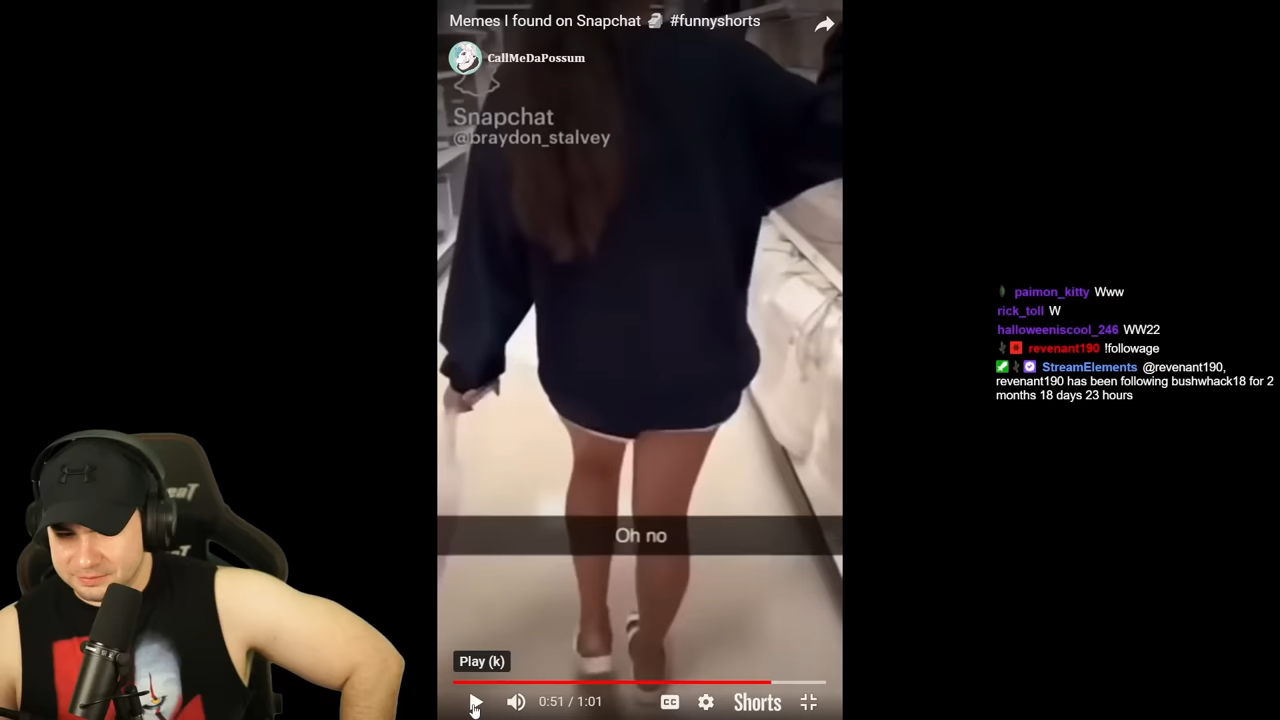 Memes I found on Snapchat 🗿 #funnyshorts
CallMeDaPossum
Snapchat
@braydon_stalvey
Oh no
Play (k)
0:51 / 1:01
CC
Shorts
paimon_kitty Www
rick_toll W
halloweeniscool_246 WW22
revenant190 !followage
StreamElements @revenant190,
revenant190 has been following bushwhack18 for 2
months 18 days 23 hours